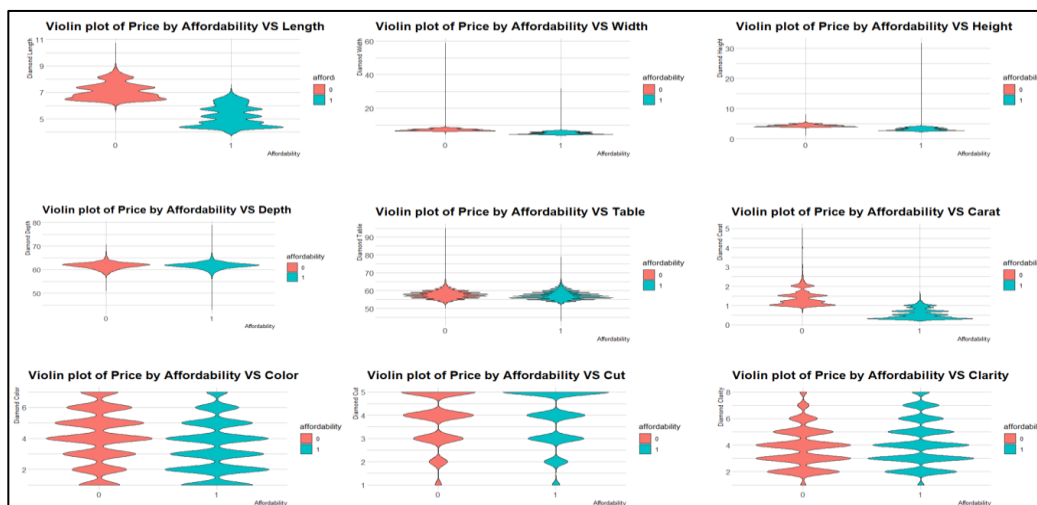 Violin plot of Price by Affordability VS Length
Diamond Length
11
9
7
5
0
1
Affordability
afford
0
1
Violin plot of Price by Affordability VS Width
Diamond Width
60
40
20
0
1
Affordability
affordability
0
1
Violin plot of Price by Affordability VS Height
Diamond Height
30
20
10
0
0
1
Affordability
affordability
0
1
Violin plot of Price by Affordability VS Depth
Diamond Depth
80
70
60
50
0
1
Affordability
affordability
0
1
Violin plot of Price by Affordability VS Table
Diamond Table
90
80
70
60
50
0
1
Affordability
affordability
0
1
Violin plot of Price by Affordability VS Carat
Diamond Carat
5
4
3
2
1
0
0
1
Affordability
affordability
0
1
Violin plot of Price by Affordability VS Color
Diamond Color
6
4
2
0
1
Affordability
affordability
0
1
Violin plot of Price by Affordability VS Cut
Diamond Cut
5
4
3
2
1
0
1
Affordability
affordability
0
1
Violin plot of Price by Affordability VS Clarity
Diamond Clarity
8
6
4
2
0
1
Affordability
affordability
0
1